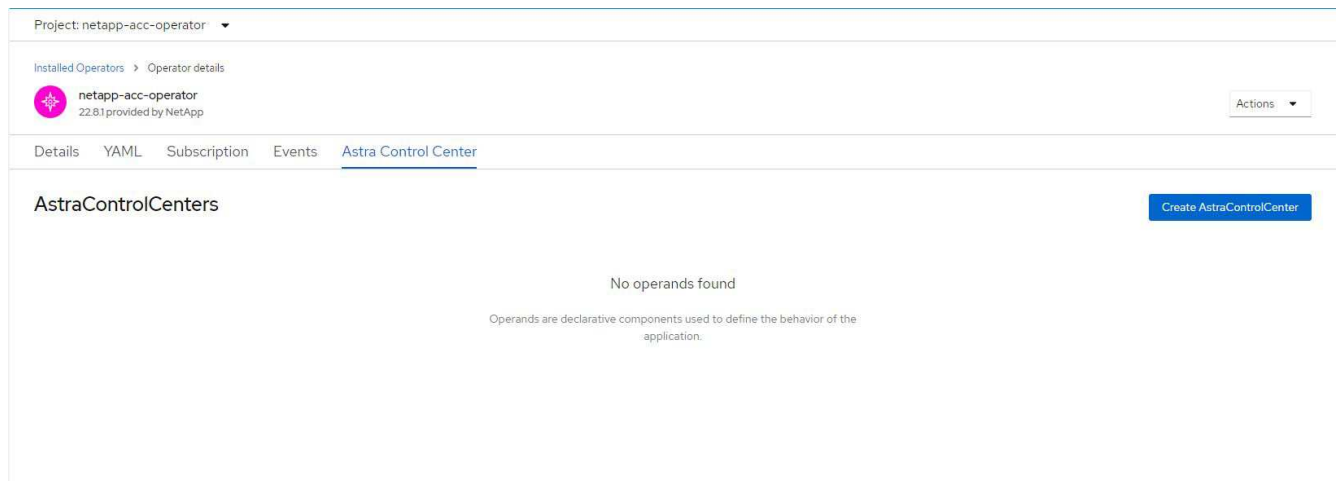 Project: netapp-acc-operator
Installed Operators > Operator details
netapp-acc-operator
22.8.1 provided by NetApp
Actions
Details YAML Subscription Events Astra Control Center
AstraControlCenters
Create AstraControlCenter
No operands found
Operands are declarative components used to define the behavior of the
application.